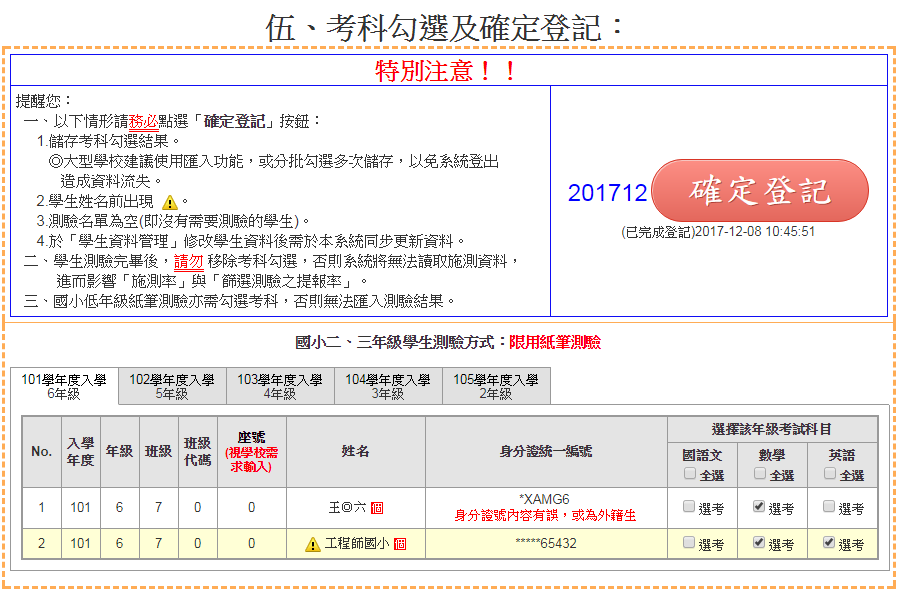 伍、考科勾選及確定登記：
特別注意！！
提醒您：
一、以下情形請務必點選「確定登記」按鈕：
1.儲存考科勾選結果。
◎大型學校建議使用匯入功能，或分批勾選多次儲存，以免系統登出
造成資料流失。
2.學生姓名前出現 。
3.測驗名單為空(即沒有需要測驗的學生)。
4.於「學生資料管理」修改學生資料後需於本系統同步更新資料。
二、學生測驗完畢後，請勿 移除考科勾選，否則系統將無法讀取施測資料，
進而影響「施測率」與「篩選測驗之提報率」。
三、國小低年級紙筆測驗亦需勾選考科，否則無法匯入測驗結果。
201712 確定登記
(已完成登記)2017-12-08 10:45:51
國小二、三年級學生測驗方式：限用紙筆測驗
101學年度入學 102學年度入學 103學年度入學 104學年度入學 105學年度入學
6年級 5年級 4年級 3年級 2年級
No. 入學年度 年級 班級 班級代碼 座號(視學校需求輸入) 姓名 身分證統一編號 選擇該年級考試科目
國語文 數學 英語
全選 全選 全選
1 101 6 7 0 0 王◎六 個 *XAMG6 選考 選考 選考
身分證號內容有誤，或為外籍生
2 101 6 7 0 0 工程師國小 個 *****65432 選考 選考 選考